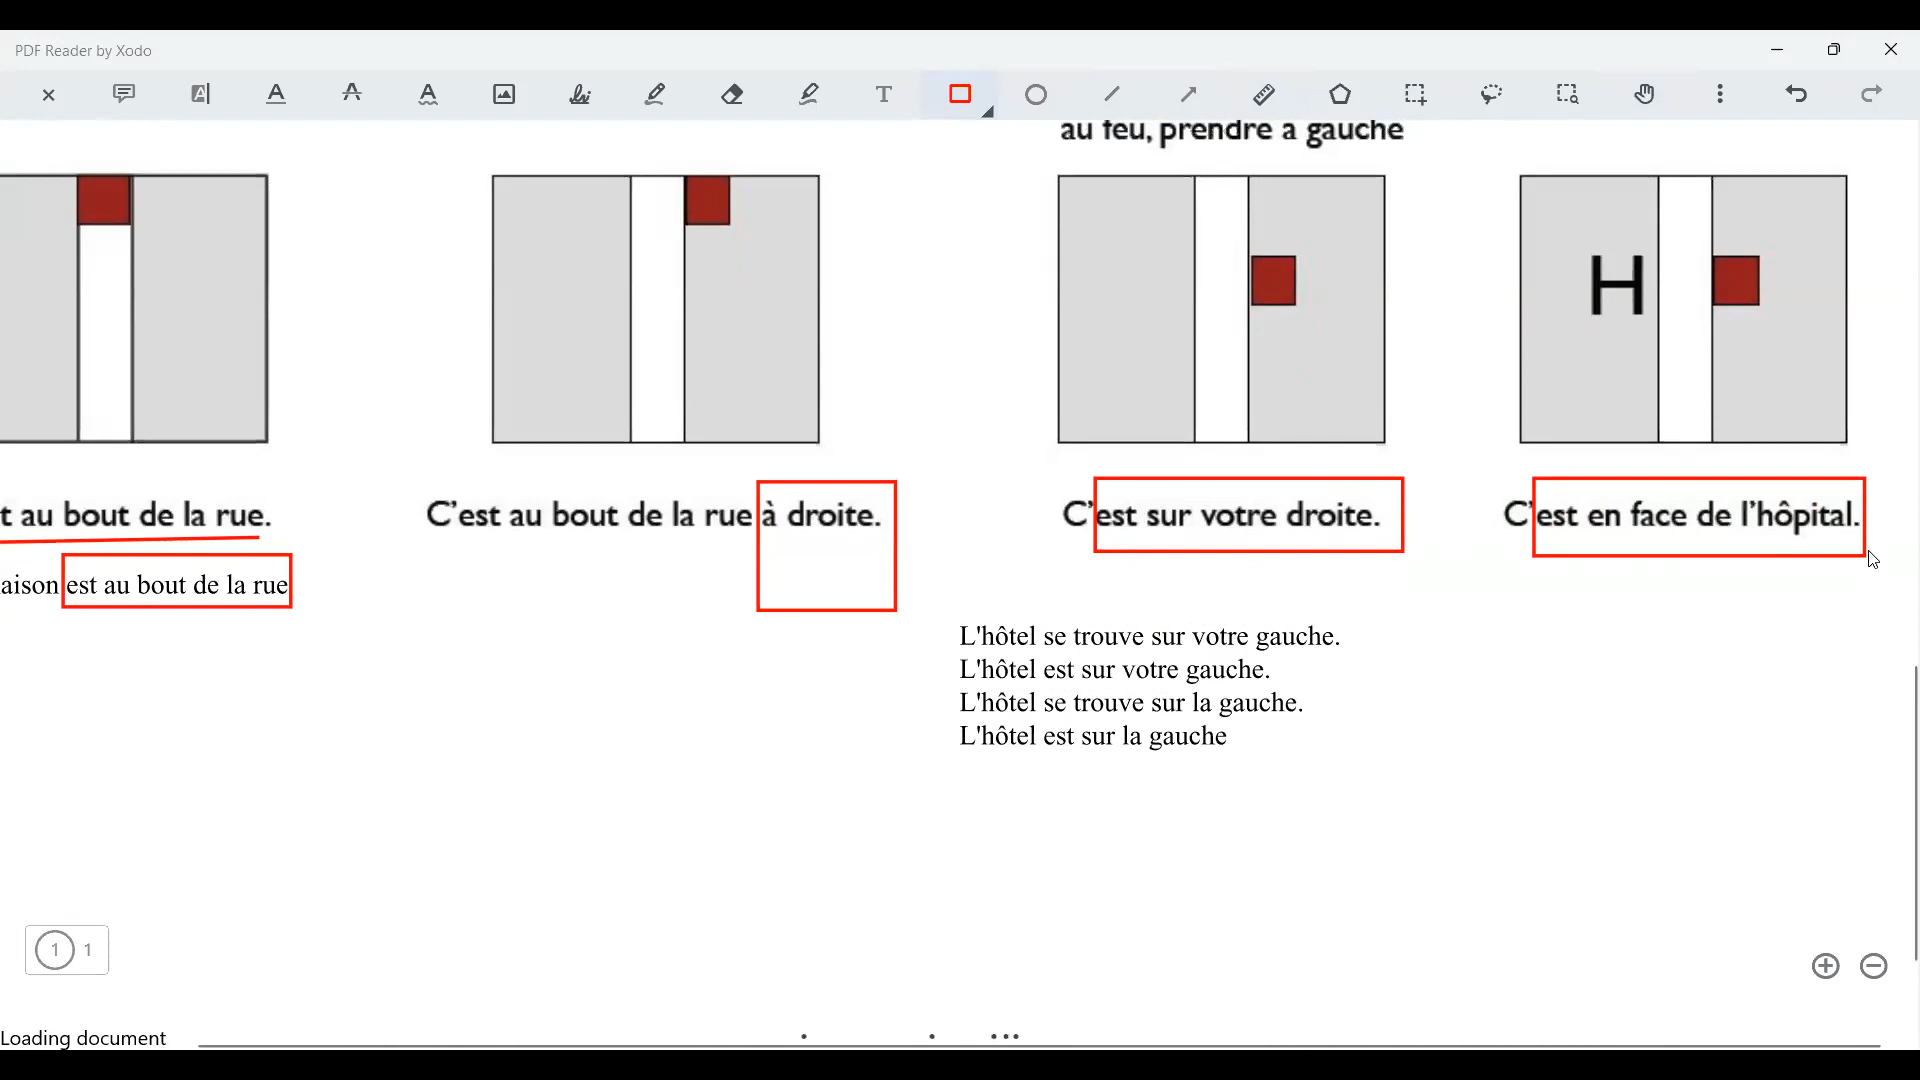 PDF Reader by Xodo
au feu, prendre a gauche
H
t au bout de la rue.
C'est au bout de la rue à droite.
C'est sur votre droite.
C'est en face de l'hôpital.
aison est au bout de la rue
L'hôtel se trouve sur votre gauche.
L'hôtel est sur votre gauche.
L'hôtel se trouve sur la gauche.
L'hôtel est sur la gauche
1 1
Loading document